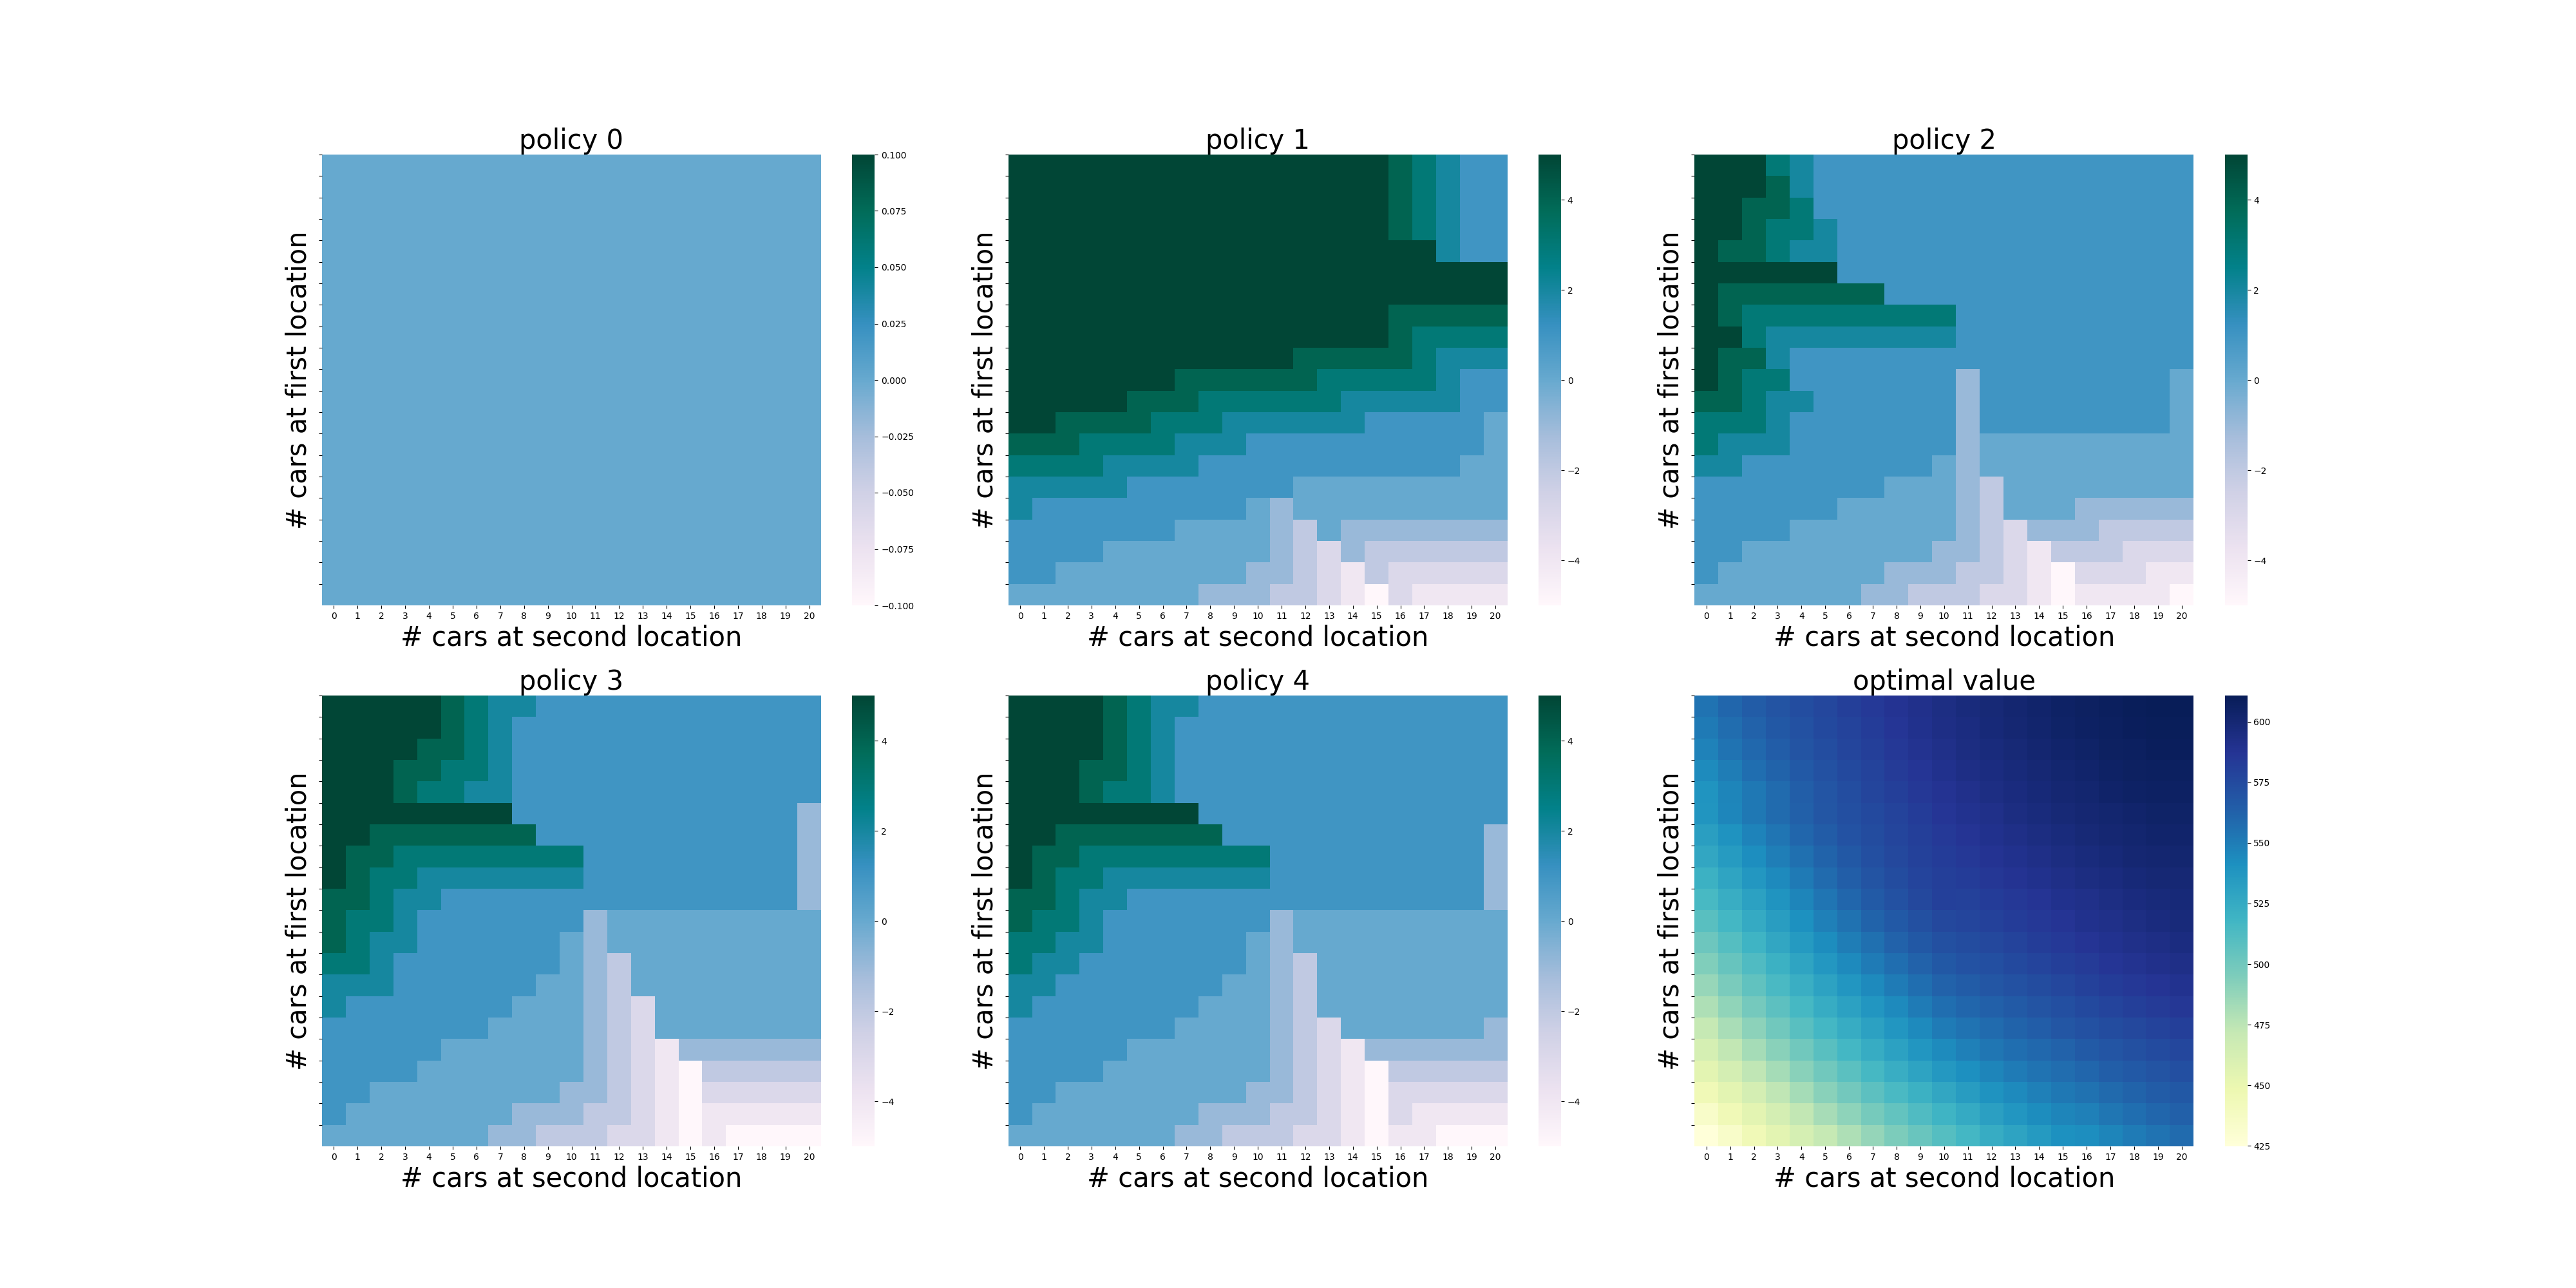 policy 0
policy 1
policy 2
# cars at first location
0.100
0.075
0.050
0.025
0.000
−0.025
−0.050
−0.075
−0.100
# cars at first location
4
2
0
−2
−4
# cars at first location
4
2
0
−2
−4
0 1 2 3 4 5 6 7 8 9 10 11 12 13 14 15 16 17 18 19 20
0 1 2 3 4 5 6 7 8 9 10 11 12 13 14 15 16 17 18 19 20
0 1 2 3 4 5 6 7 8 9 10 11 12 13 14 15 16 17 18 19 20
# cars at second location
# cars at second location
# cars at second location
policy 3
policy 4
optimal value
# cars at first location
4
2
0
−2
−4
# cars at first location
4
2
0
−2
−4
# cars at first location
600
575
550
525
500
475
450
425
0 1 2 3 4 5 6 7 8 9 10 11 12 13 14 15 16 17 18 19 20
0 1 2 3 4 5 6 7 8 9 10 11 12 13 14 15 16 17 18 19 20
0 1 2 3 4 5 6 7 8 9 10 11 12 13 14 15 16 17 18 19 20
# cars at second location
# cars at second location
# cars at second location